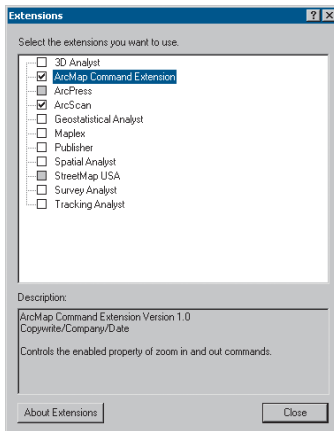 Extensions
Select the extensions you want to use.
3D Analyst
ArcMap Command Extension
ArcPress
ArcScan
Geostatistical Analyst
Maplex
Publisher
Spatial Analyst
StreetMap USA
Survey Analyst
Tracking Analyst
Description:
ArcMap Command Extension Version 1.0
Copywrite/Company/Date
Controls the enabled property of zoom in and out commands.
About Extensions Close